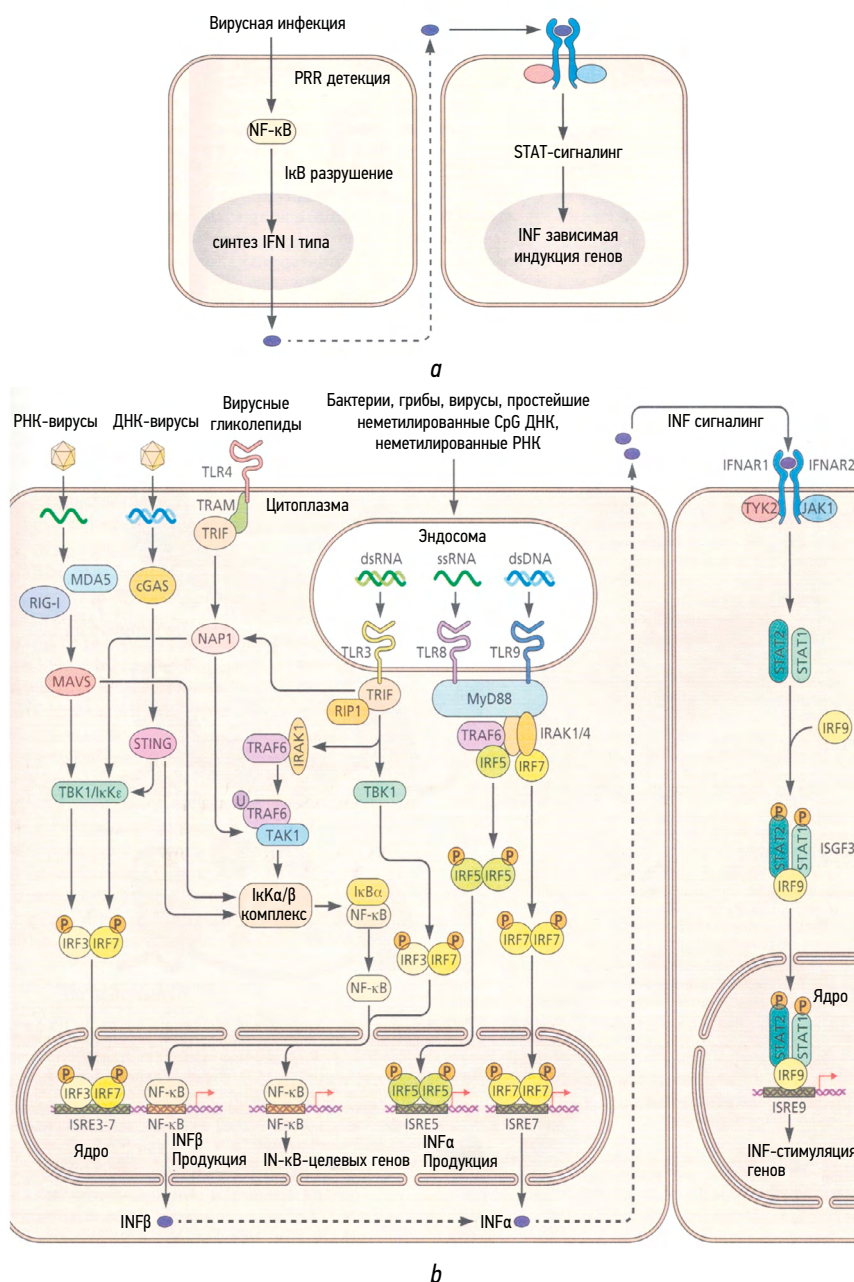 Вирусная инфекция
PRR детекция
NF-κB
IκB разрушение
синтез IFN I типа
STAT-сигналинг
INF зависимая
индукция генов
a
РНК-вирусы
ДНК-вирусы
Вирусные
гликолепиды
Бактерии, грибы, вирусы, простейшие
неметилированные CpG ДНК,
неметилированные РНК
INF сигналинг
TLR4
IFNAR1
IFNAR2
TRAM
Цитоплазма
TRIF
TYK2
JAK1
Эндосома
dsRNA
ssRNA
dsDNA
MDA5
cGAS
RIG-I
NAP1
TLR3
TLR8
TLR9
STAT2
STAT1
MAVS
TRIF
MyD88
RIP1
TRAF6
IRAK1
TRAF6
IRAK1/4
IRF9
STING
IRF5
IRF7
TBK1/IκKε
U
TRAF6
TBK1
TAK1
P
P
STAT2
STAT1
ISGF3
IRF9
P
P
IRF5
IRF5
IκKα/β
комплекс
IκBα
NF-κB
P
P
IRF3
IRF7
P
P
IRF3
IRF7
P
P
IRF7
IRF7
NF-κB
Ядро
P
P
STAT2
STAT1
IRF9
P
P
IRF3
IRF7
NF-κB
NF-κB
P
P
IRF5
IRF5
P
P
IRF7
IRF7
ISRE3-7
NF-κB
NF-κB
ISRE5
ISRE7
ISRE9
Ядро
INFβ
Продукция
IN-κB-целевых генов
INFα
Продукция
INF-стимуляция
генов
INFβ
INFα
b